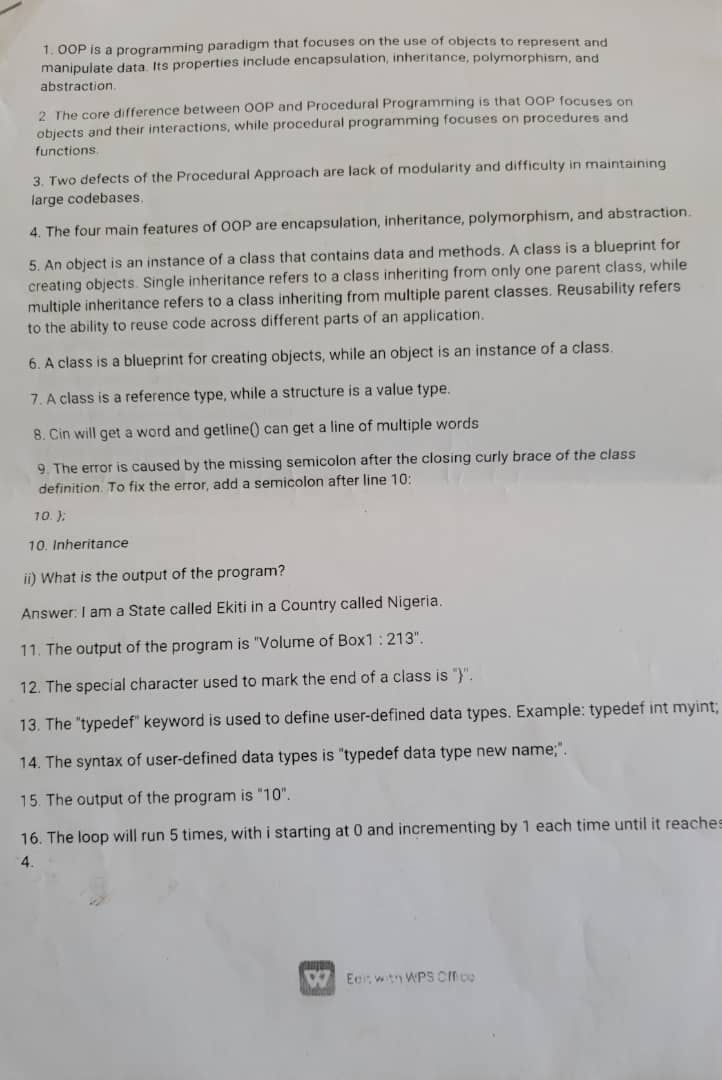 1. OOP is a programming paradigm that focuses on the use of objects to represent and
manipulate data. Its properties include encapsulation, inheritance, polymorphism, and
abstraction.
2 The core difference between OOP and Procedural Programming is that OOP focuses on
objects and their interactions, while procedural programming focuses on procedures and
functions.
3. Two defects of the Procedural Approach are lack of modularity and difficulty in maintaining
large codebases.
4. The four main features of OOP are encapsulation, inheritance, polymorphism, and abstraction.
5. An object is an instance of a class that contains data and methods. A class is a blueprint for
creating objects. Single inheritance refers to a class inheriting from only one parent class, while
multiple inheritance refers to a class inheriting from multiple parent classes. Reusability refers
to the ability to reuse code across different parts of an application.
6. A class is a blueprint for creating objects, while an object is an instance of a class.
7. A class is a reference type, while a structure is a value type.
8. Cin will get a word and getline() can get a line of multiple words
9. The error is caused by the missing semicolon after the closing curly brace of the class
definition. To fix the error, add a semicolon after line 10:
10. };
10. Inheritance
ii) What is the output of the program?
Answer: I am a State called Ekiti in a Country called Nigeria.
11. The output of the program is "Volume of Box1 : 213".
12. The special character used to mark the end of a class is "}".
13. The "typedef" keyword is used to define user-defined data types. Example: typedef int myint;
14. The syntax of user-defined data types is "typedef data type new name;".
15. The output of the program is "10".
16. The loop will run 5 times, with i starting at 0 and incrementing by 1 each time until it reaches
4.
Edit with WPS Office